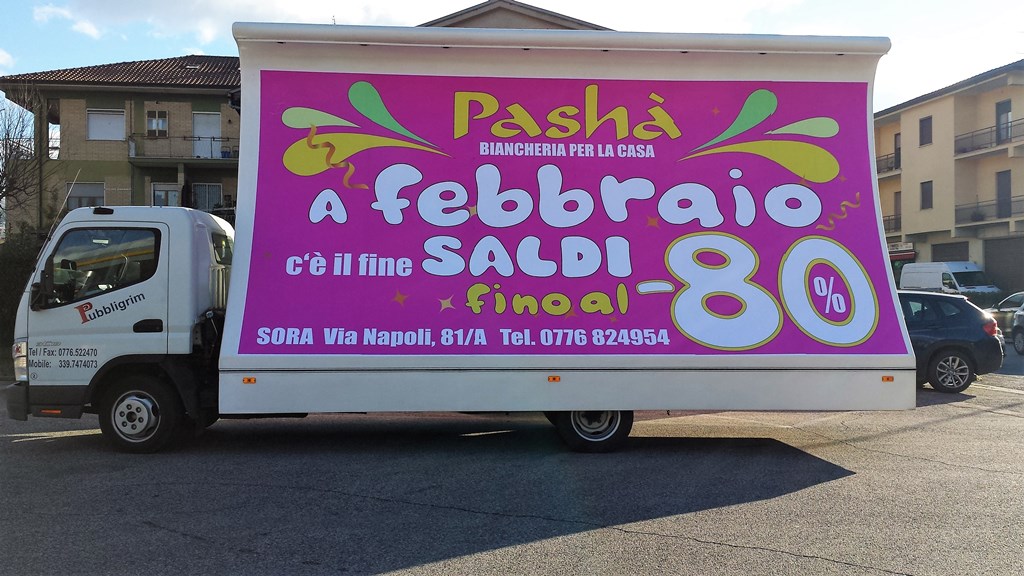 Pashà
BIANCHERIA PER LA CASA
A febbraio
c'è il fine SALDI
fino al -80%
SORA Via Napoli, 81/A Tel. 0776 824954
Pubbligrim
Tel / Fax: 0776.522470
Mobile: 339.7474073